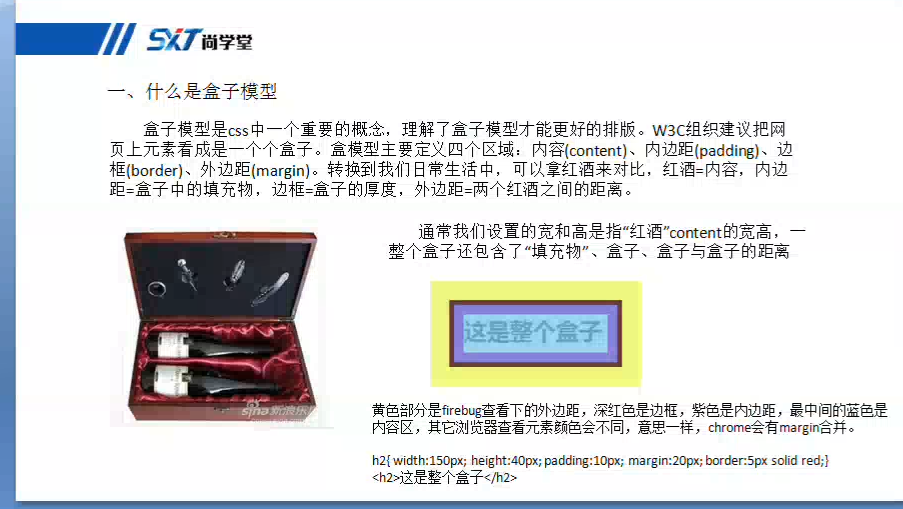 SXT尚学堂
一、什么是盒子模型
盒子模型是css中一个重要的概念，理解了盒子模型才能更好的排版。W3C组织建议把网
页上元素看成是一个个盒子。盒模型主要定义四个区域：内容(content)、内边距(padding)、边
框(border)、外边距(margin)。转换到我们日常生活中，可以拿红酒来对比，红酒=内容，内边
距=盒子中的填充物，边框=盒子的厚度，外边距=两个红酒之间的距离。
通常我们设置的宽和高是指“红酒”content的宽高，一
整个盒子还包含了“填充物”、盒子、盒子与盒子的距离
这是整个盒子
sina新浪乐
黄色部分是firebug查看下的外边距，深红色是边框，紫色是内边距，最中间的蓝色是
内容区，其它浏览器查看元素颜色会不同，意思一样，chrome会有margin合并。
h2{ width:150px; height:40px; padding:10px; margin:20px; border:5px solid red;}
<h2>这是整个盒子</h2>